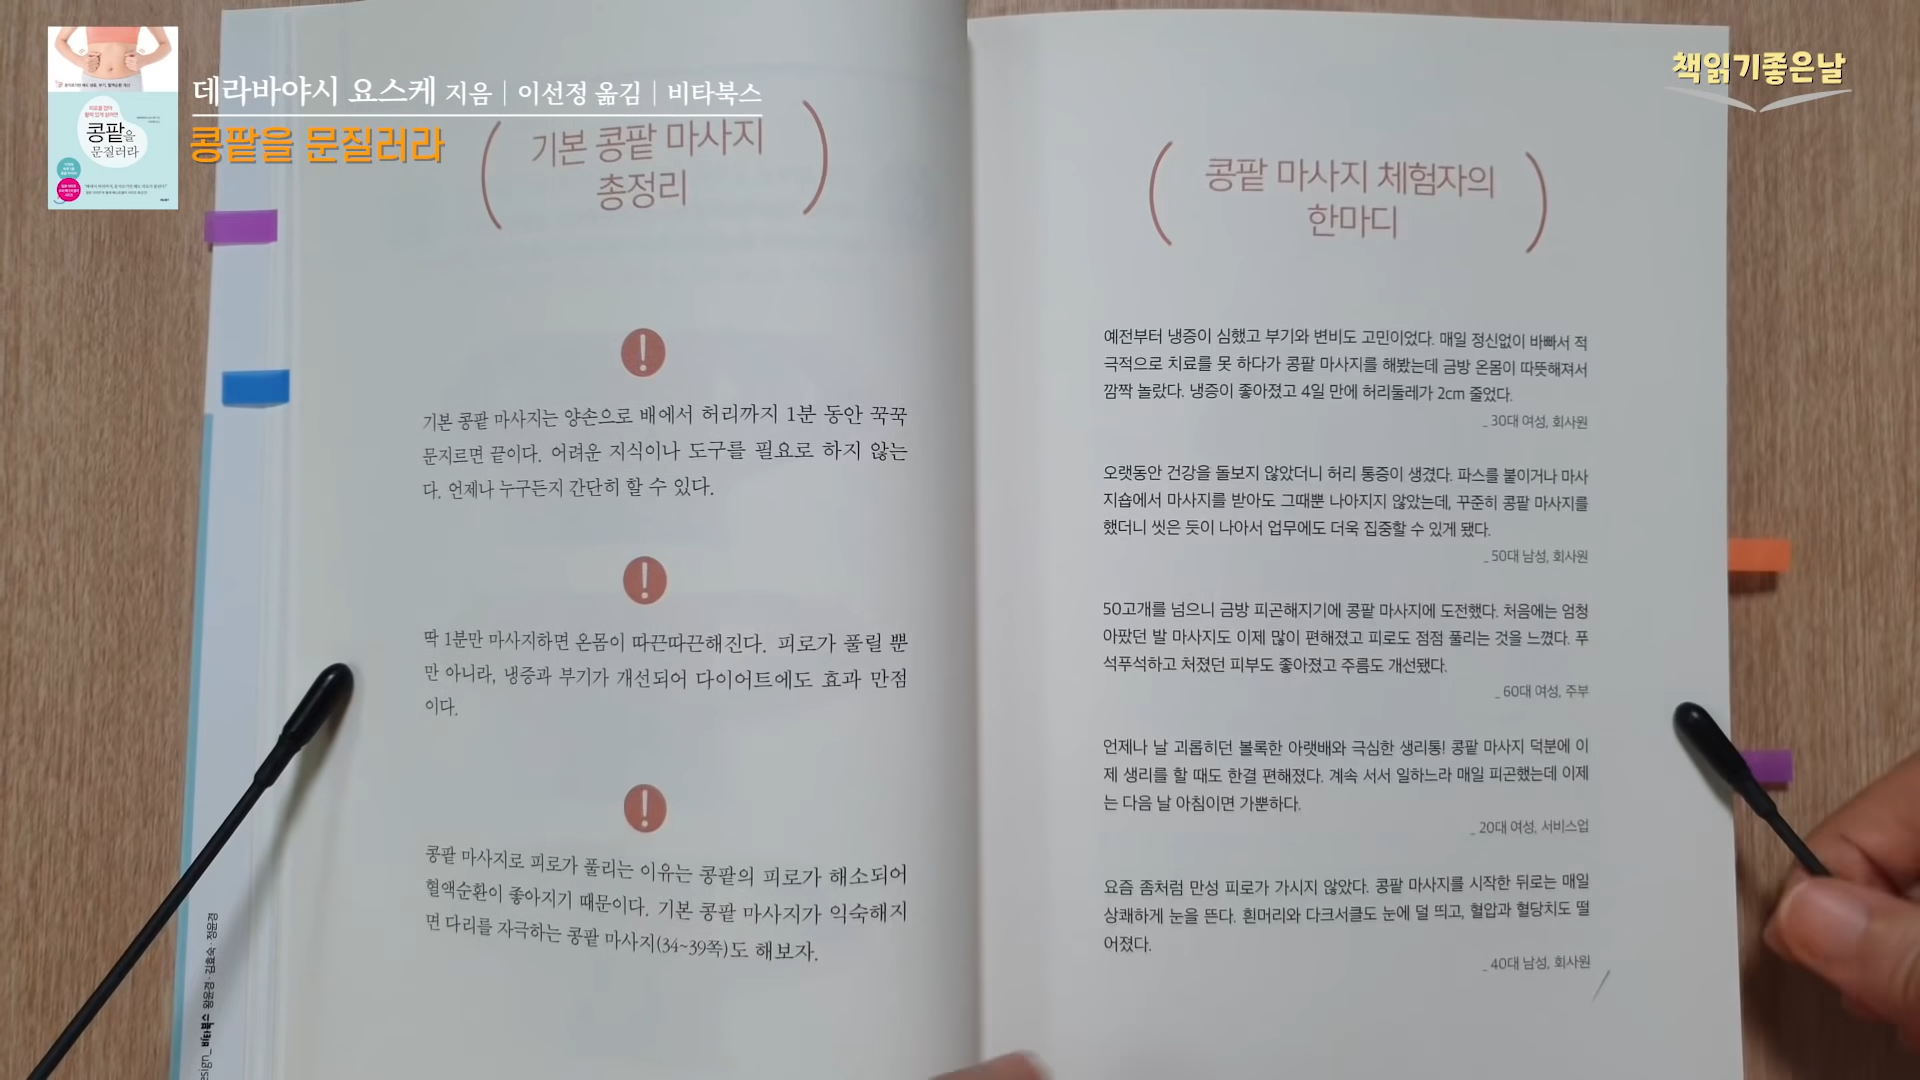 데라바야시 요스케 지음 | 이선정 옮김 | 비타북스
콩팥을 문질러라
책읽기좋은날
콩팥을
문질러라
기본 콩팥 마사지
총정리
기본 콩팥 마사지는 양손으로 배에서 허리까지 1분 동안 꾹꾹
문지르면 끝이다. 어려운 지식이나 도구를 필요로 하지 않는
다. 언제나 누구든지 간단히 할 수 있다.
딱 1분만 마사지하면 온몸이 따끈따끈해진다. 피로가 풀릴 뿐
만 아니라, 냉증과 부기가 개선되어 다이어트에도 효과 만점
이다.
콩팥 마사지로 피로가 풀리는 이유는 콩팥의 피로가 해소되어
혈액순환이 좋아지기 때문이다. 기본 콩팥 마사지가 익숙해지
면 다리를 자극하는 콩팥 마사지(34~39쪽)도 해보자.
esign_ 비타북스 왕윤경 · 김효숙 · 정윤경
콩팥 마사지 체험자의
한마디
예전부터 냉증이 심했고 부기와 변비도 고민이었다. 매일 정신없이 바빠서 적
극적으로 치료를 못 하다가 콩팥 마사지를 해봤는데 금방 온몸이 따뜻해져서
깜짝 놀랐다. 냉증이 좋아졌고 4일 만에 허리둘레가 2cm 줄었다.
_ 30대 여성, 회사원
오랫동안 건강을 돌보지 않았더니 허리 통증이 생겼다. 파스를 붙이거나 마사
지숍에서 마사지를 받아도 그때뿐 나아지지 않았는데, 꾸준히 콩팥 마사지를
했더니 씻은 듯이 나아서 업무에도 더욱 집중할 수 있게 됐다.
_ 50대 남성, 회사원
50고개를 넘으니 금방 피곤해지기에 콩팥 마사지에 도전했다. 처음에는 엄청
아팠던 발 마사지도 이제 많이 편해졌고 피로도 점점 풀리는 것을 느꼈다. 푸
석푸석하고 처졌던 피부도 좋아졌고 주름도 개선됐다.
_ 60대 여성, 주부
언제나 날 괴롭히던 볼록한 아랫배와 극심한 생리통! 콩팥 마사지 덕분에 이
제 생리를 할 때도 한결 편해졌다. 계속 서서 일하느라 매일 피곤했는데 이제
는 다음 날 아침이면 가뿐하다.
_ 20대 여성, 서비스업
요즘 좀처럼 만성 피로가 가시지 않았다. 콩팥 마사지를 시작한 뒤로는 매일
상쾌하게 눈을 뜬다. 흰머리와 다크서클도 눈에 덜 띄고, 혈압과 혈당치도 떨
어졌다.
_ 40대 남성, 회사원